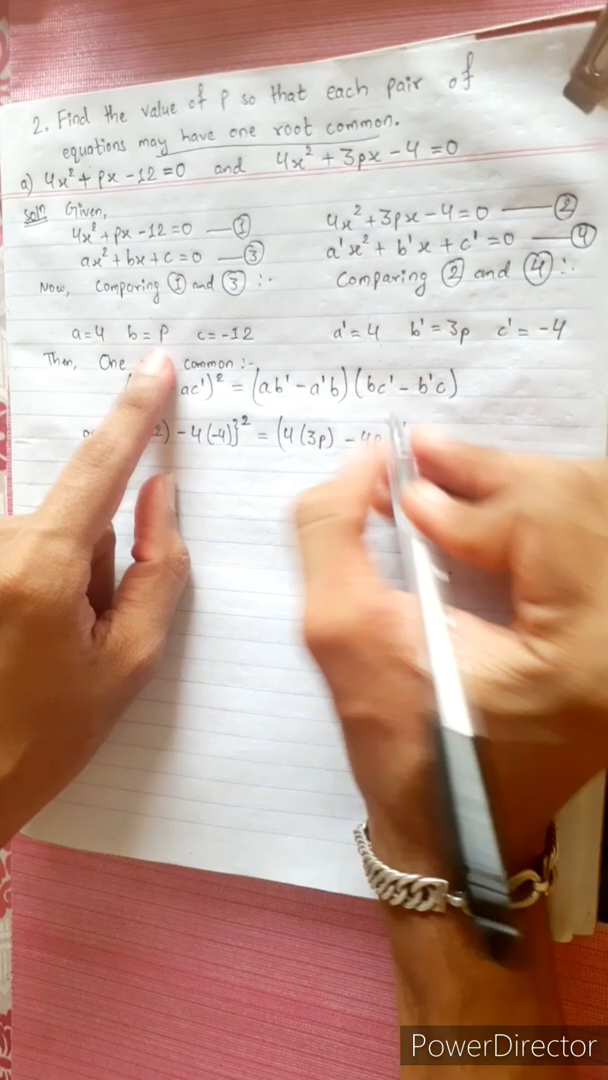 2. Find the value of p so that each pair of
equations may have one root common.
a) 4x² + px - 12 = 0 and 4x² + 3px - 4 = 0
Soln Given,
4x² + px - 12 = 0 — ①
4x² + 3px - 4 = 0 — ②
ax² + bx + c = 0 — ③
a'x² + b'x + c' = 0 — ④
Now, Comparing ① and ③ :-
Comparing ② and ④ :-
a = 4 b = p c = -12
a' = 4 b' = 3p c' = -4
Then, One common :-
ac')² = (ab' - a'b) (bc' - b'c)
2) - 4(-4)}² = (4(3p) - 4p
PowerDirector